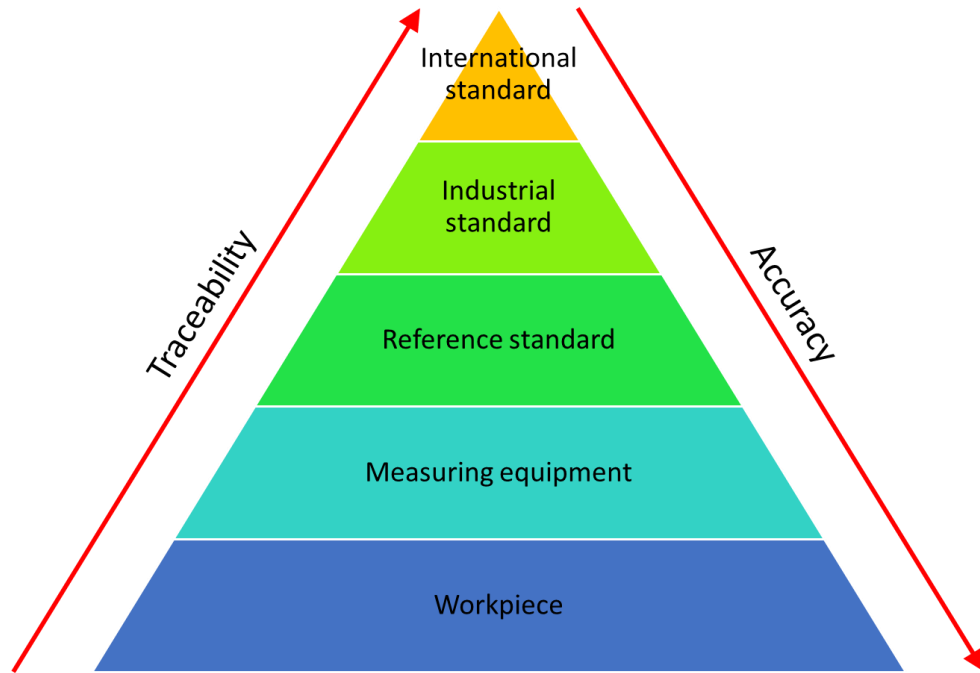 International
standard
Industrial
standard
Traceability
Accuracy
Reference standard
Measuring equipment
Workpiece